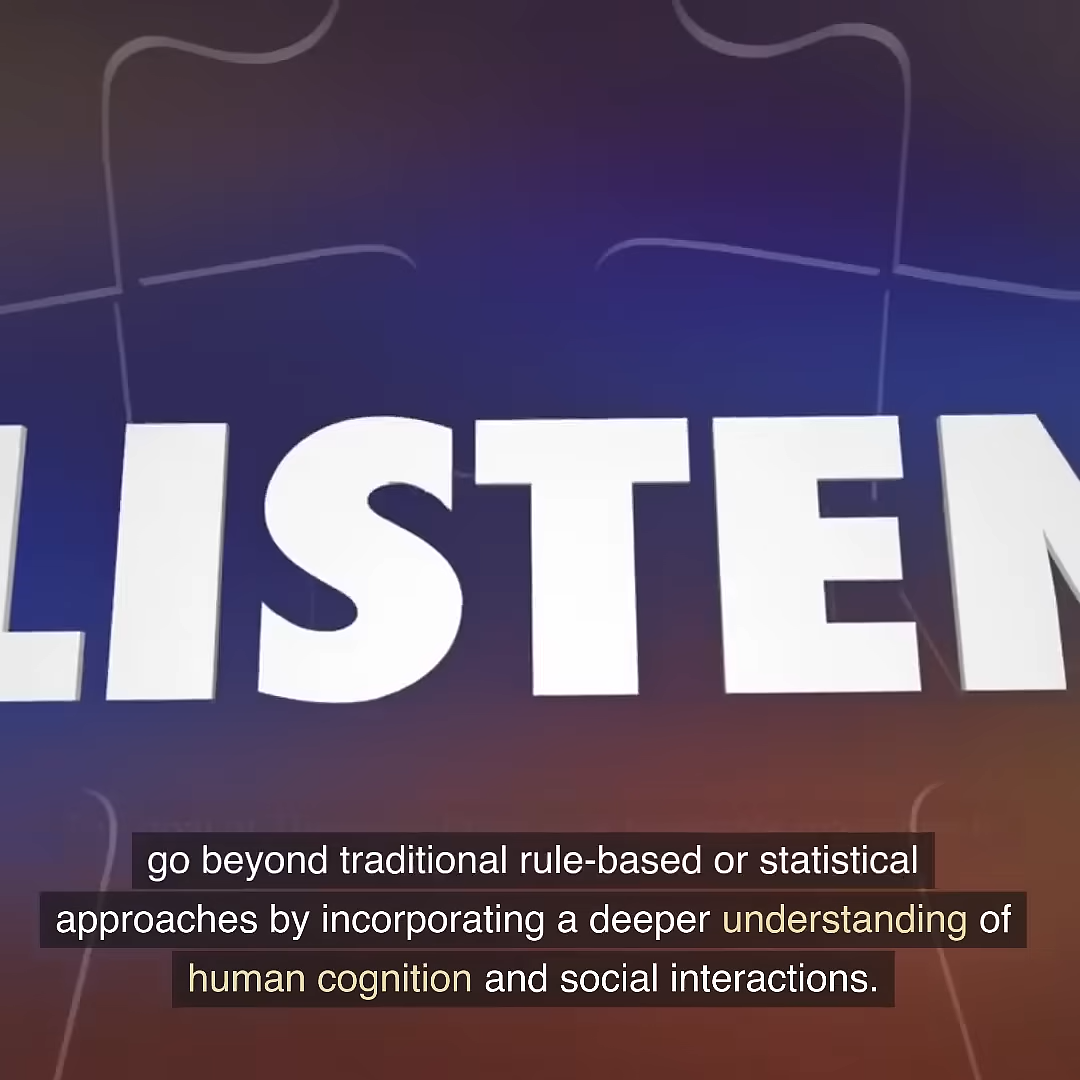 LISTEN
go beyond traditional rule-based or statistical
approaches by incorporating a deeper understanding of
human cognition and social interactions.